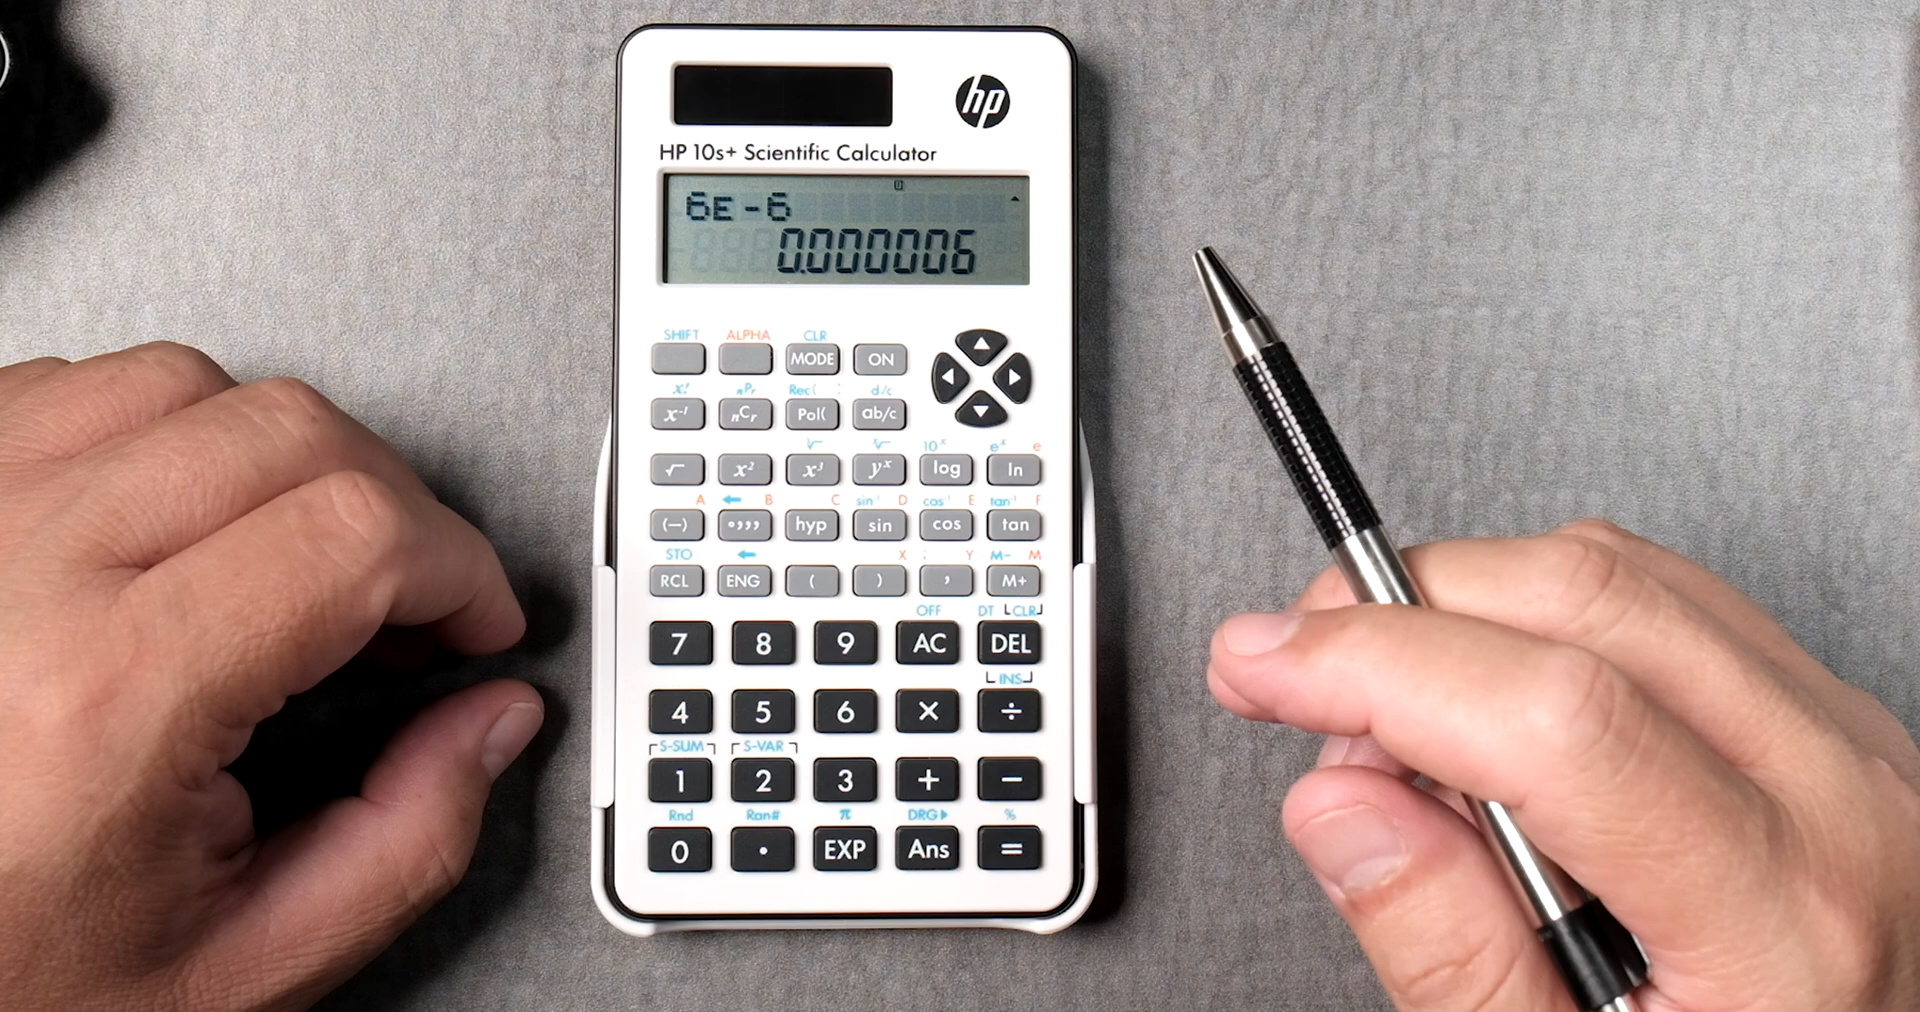 hp
HP 10s+ Scientific Calculator
D
6E-6
0.000006
SHIFT ALPHA CLR
MODE ON
x! nPr Rec( : d/c
x⁻¹ nCr Pol( ab/c
³√ ˣ√ 10ˣ eˣ e
√ x² x³ yˣ log ln
A ← B C sin⁻¹ D cos⁻¹ E tan⁻¹ F
(−) °,,, hyp sin cos tan
STO ← X ; Y M− M
RCL ENG ( ) , M+
OFF DT CLR
7 8 9 AC DEL
INS
4 5 6 × ÷
S-SUM S-VAR
1 2 3 + −
Rnd Ran# π DRG▶ %
0 • EXP Ans =